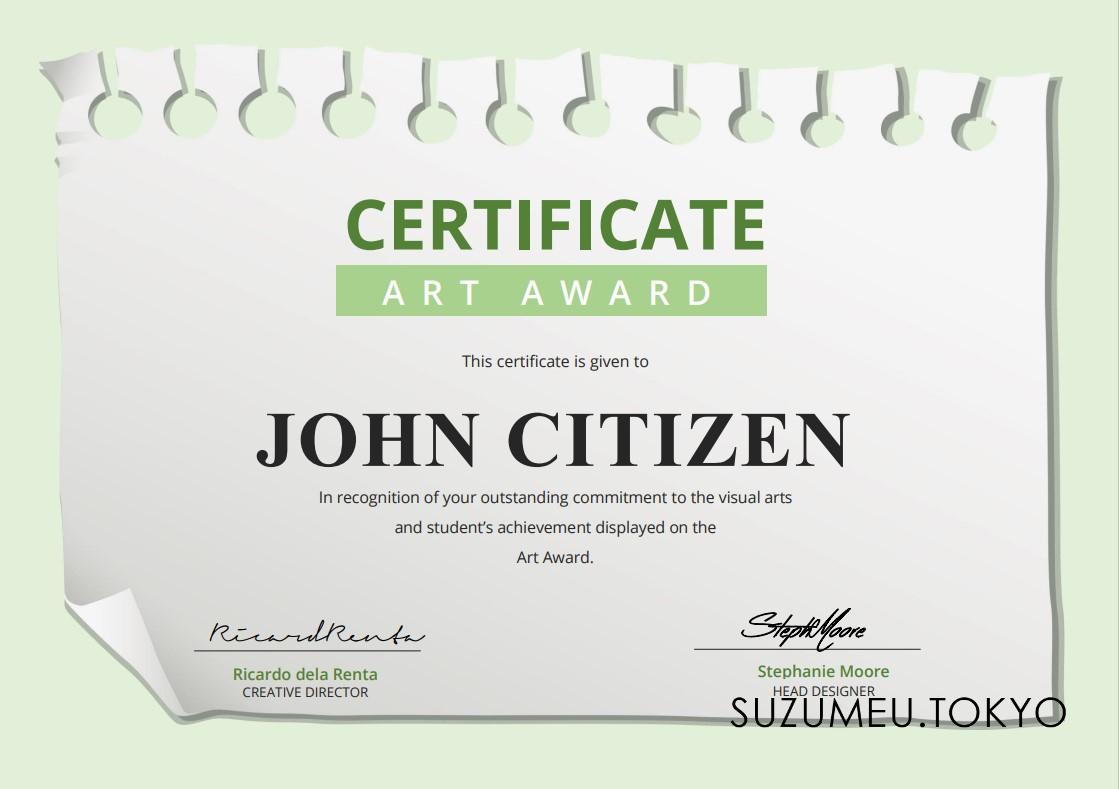 CERTIFICATE
ART AWARD
This certificate is given to
JOHN CITIZEN
In recognition of your outstanding commitment to the visual arts
and student’s achievement displayed on the
Art Award.
RicardRenta
StephMoore
Ricardo dela Renta
Stephanie Moore
CREATIVE DIRECTOR
HEAD DESIGNER
SUZUMEU.TOKYO